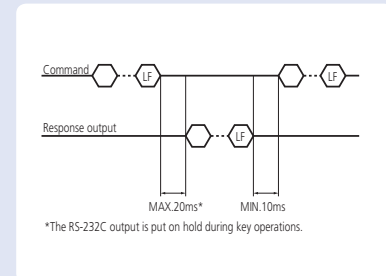 Command
LF
LF
Response output
LF
MAX.20ms* MIN.10ms
*The RS-232C output is put on hold during key operations.